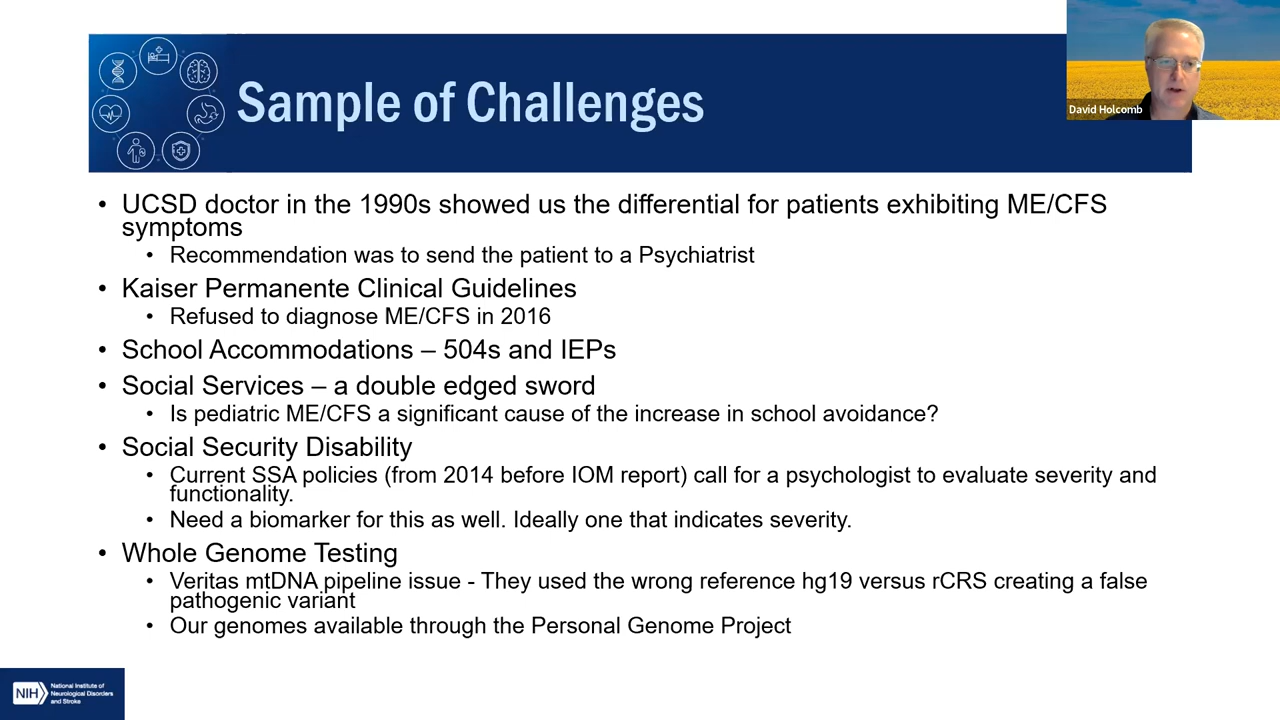 Sample of Challenges
David Holcomb
• UCSD doctor in the 1990s showed us the differential for patients exhibiting ME/CFS
symptoms
• Recommendation was to send the patient to a Psychiatrist
• Kaiser Permanente Clinical Guidelines
• Refused to diagnose ME/CFS in 2016
• School Accommodations – 504s and IEPs
• Social Services – a double edged sword
• Is pediatric ME/CFS a significant cause of the increase in school avoidance?
• Social Security Disability
• Current SSA policies (from 2014 before IOM report) call for a psychologist to evaluate severity and
functionality.
• Need a biomarker for this as well. Ideally one that indicates severity.
• Whole Genome Testing
• Veritas mtDNA pipeline issue - They used the wrong reference hg19 versus rCRS creating a false
pathogenic variant
• Our genomes available through the Personal Genome Project
NIH
National Institute of
Neurological Disorders
and Stroke